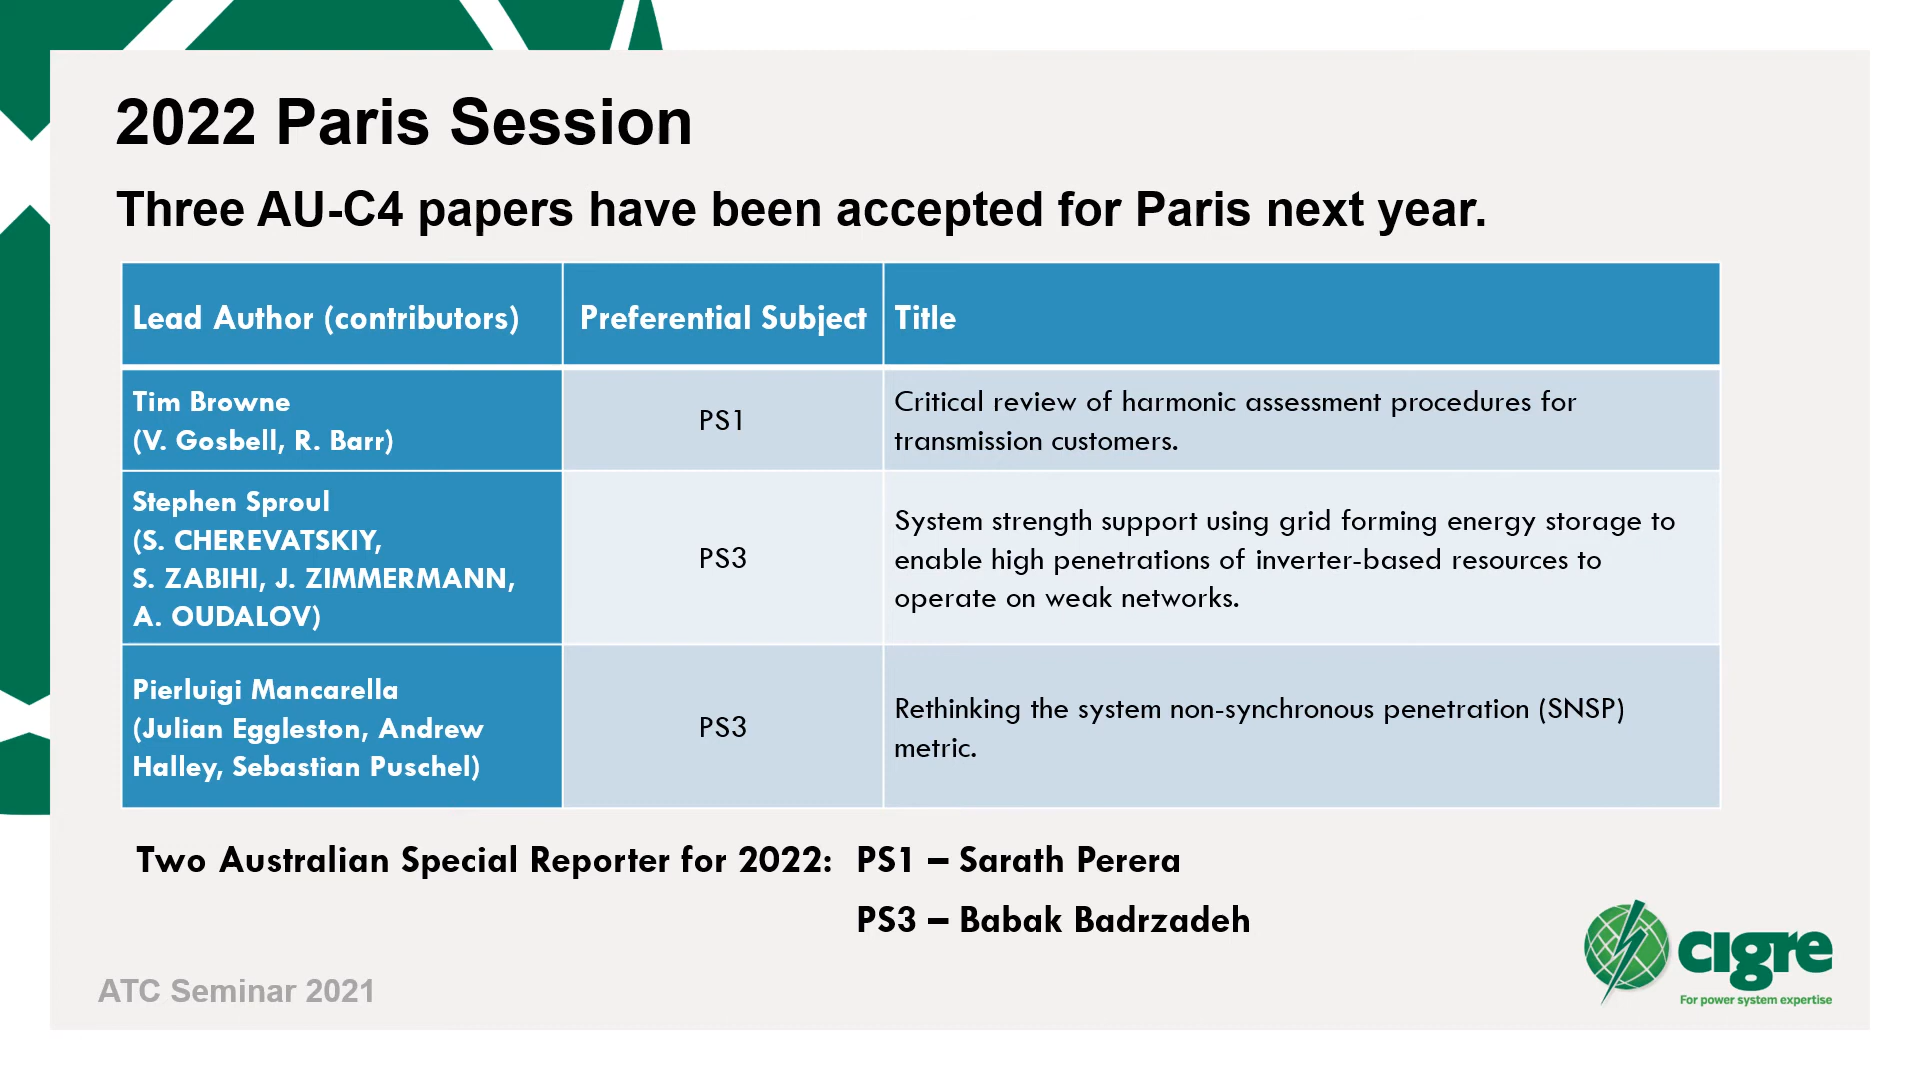 2022 Paris Session
Three AU-C4 papers have been accepted for Paris next year.
Lead Author (contributors)
Preferential Subject
Title
Tim Browne
(V. Gosbell, R. Barr)
PS1
Critical review of harmonic assessment procedures for
transmission customers.
Stephen Sproul
(S. CHEREVATSKIY,
S. ZABIHI, J. ZIMMERMANN,
A. OUDALOV)
PS3
System strength support using grid forming energy storage to
enable high penetrations of inverter-based resources to
operate on weak networks.
Pierluigi Mancarella
(Julian Eggleston, Andrew
Halley, Sebastian Puschel)
PS3
Rethinking the system non-synchronous penetration (SNSP)
metric.
Two Australian Special Reporter for 2022: PS1 – Sarath Perera
PS3 – Babak Badrzadeh
ATC Seminar 2021
cigre
For power system expertise